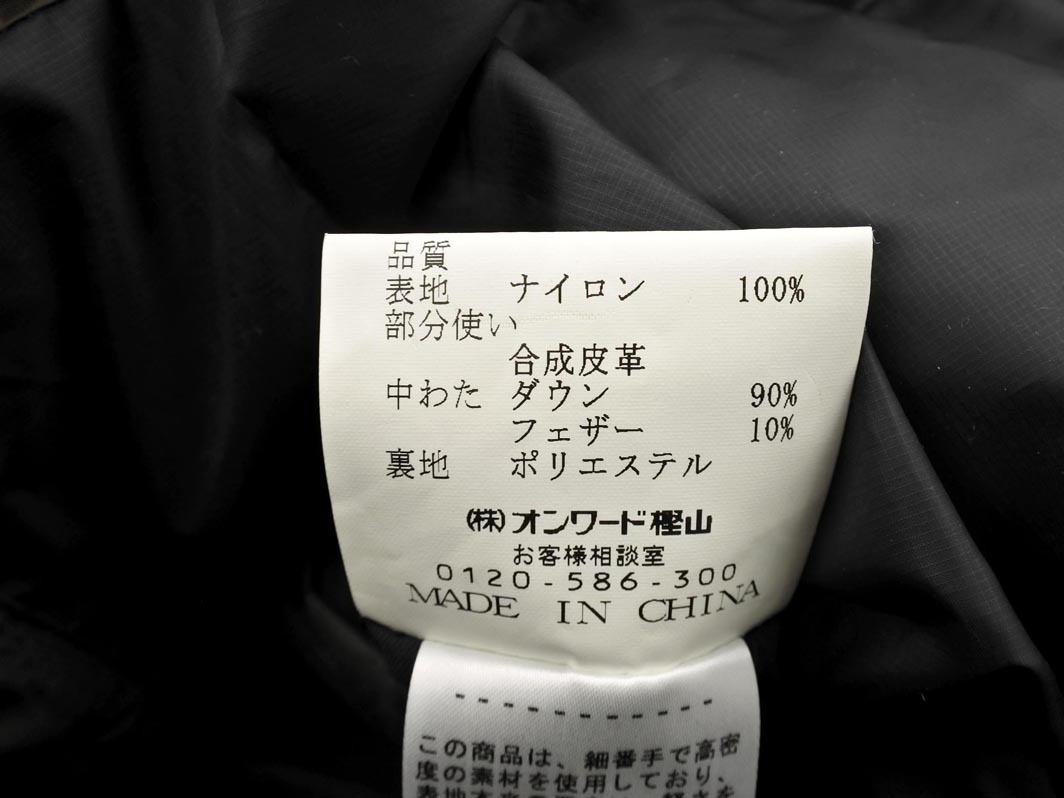 品質
表地 ナイロン 100%
部分使い
合成皮革
中わた ダウン 90%
フェザー 10%
裏地 ポリエステル
(株)オンワード樫山
お客様相談室
0120-586-300
MADE IN CHINA
この商品は、細番手で高密
度の素材を使用しており、